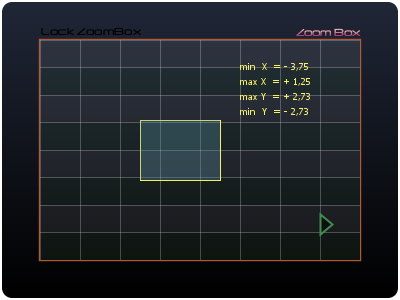 Lock ZoomBox
Zoom Box
min X = - 3,75
max X = + 1,25
max Y = + 2,73
min Y = - 2,73